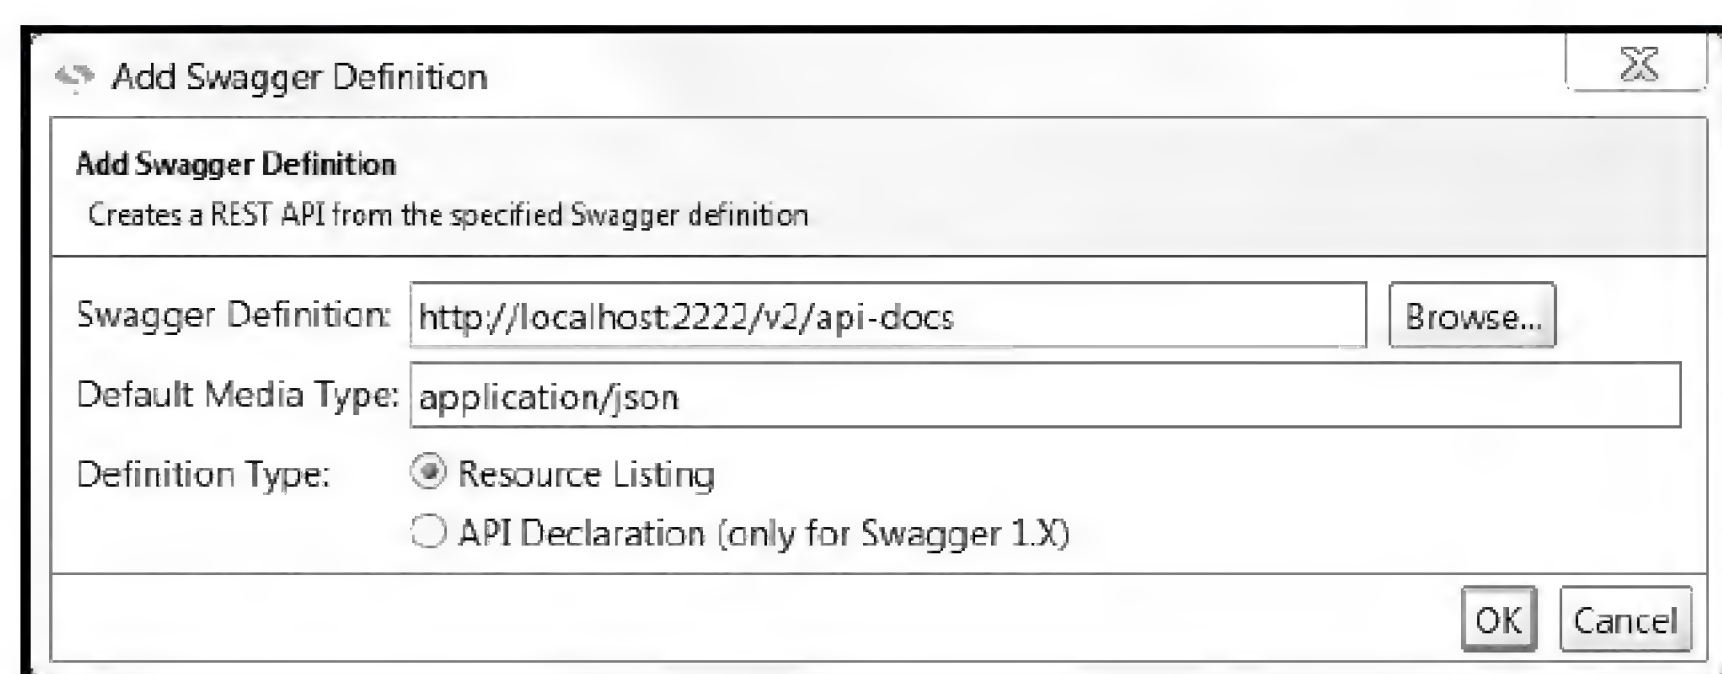 Add Swagger Definition
Add Swagger Definition
Creates a REST API from the specified Swagger definition
Swagger Definition: http://localhost:2222/v2/api-docs Browse...
Default Media Type: application/json
Definition Type: Resource Listing
API Declaration (only for Swagger 1.X)
OK Cancel